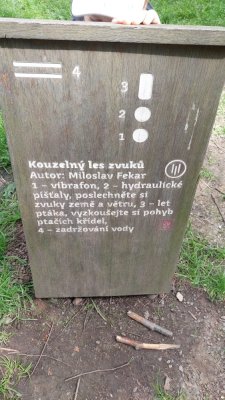 4
3
2
1
Kouzelný les zvuků
Autor: Miloslav Fekar
1 – vibrafon, 2 – hydraulické
píšťaly, poslechněte si
zvuky země a větru, 3 – let
ptáka, vyzkoušejte si pohyb
ptačích křídel,
4 – zadržování vody